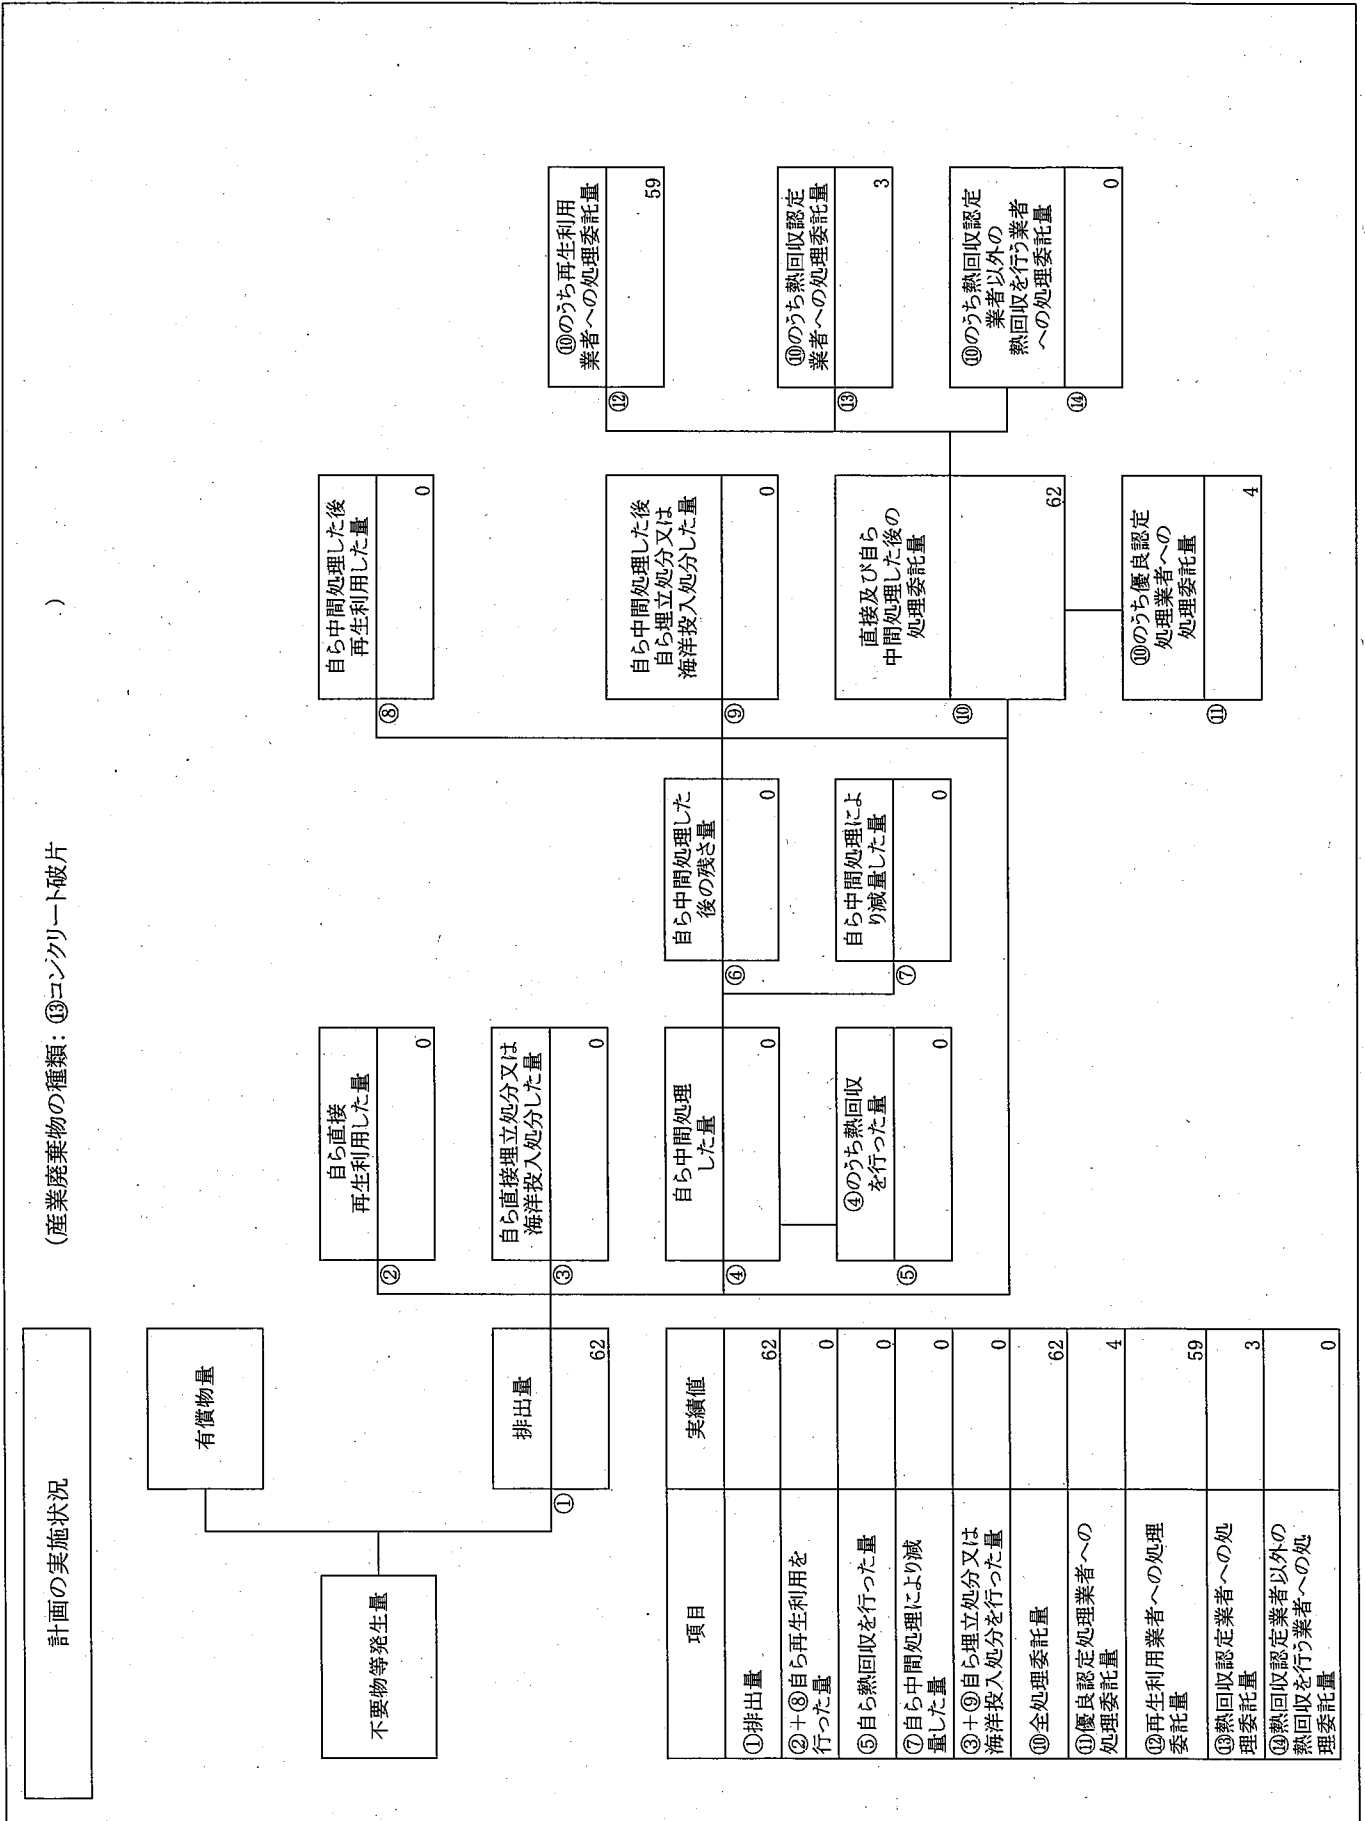 計画の実施状況
(産業廃棄物の種類: ⑬コンクリート破片
)
不要物等発生量
有償物量
排出量
①
62
自ら直接
再生利用した量
②
0
自ら直接埋立処分又は
海洋投入処分した量
③
0
自ら中間処理
した量
④
0
④のうち熱回収
を行った量
⑤
0
自ら中間処理した
後の残さ量
⑥
0
自ら中間処理によ
り減量した量
⑦
0
自ら中間処理した後
再生利用した量
⑧
0
自ら中間処理した後
自ら埋立処分又は
海洋投入処分した量
⑨
0
直接及び自ら
中間処理した後の
処理委託量
⑩
62
⑩のうち優良認定
処理業者への
処理委託量
⑪
4
⑩のうち再生利用
業者への処理委託量
⑫
59
⑩のうち熱回収認定
業者への処理委託量
⑬
3
⑩のうち熱回収認定
業者以外の
熱回収を行う業者
への処理委託量
⑭
0
項目 実績値
①排出量 62
②+⑧自ら再生利用を
行った量 0
⑤自ら熱回収を行った量 0
⑦自ら中間処理により減
量した量 0
③+⑨自ら埋立処分又は
海洋投入処分を行った量 0
⑩全処理委託量 62
⑪優良認定処理業者への
処理委託量 4
⑫再生利用業者への処理
委託量 59
⑬熱回収認定業者への処
理委託量 3
⑭熱回収認定業者以外の
熱回収を行う業者への処
理委託量 0